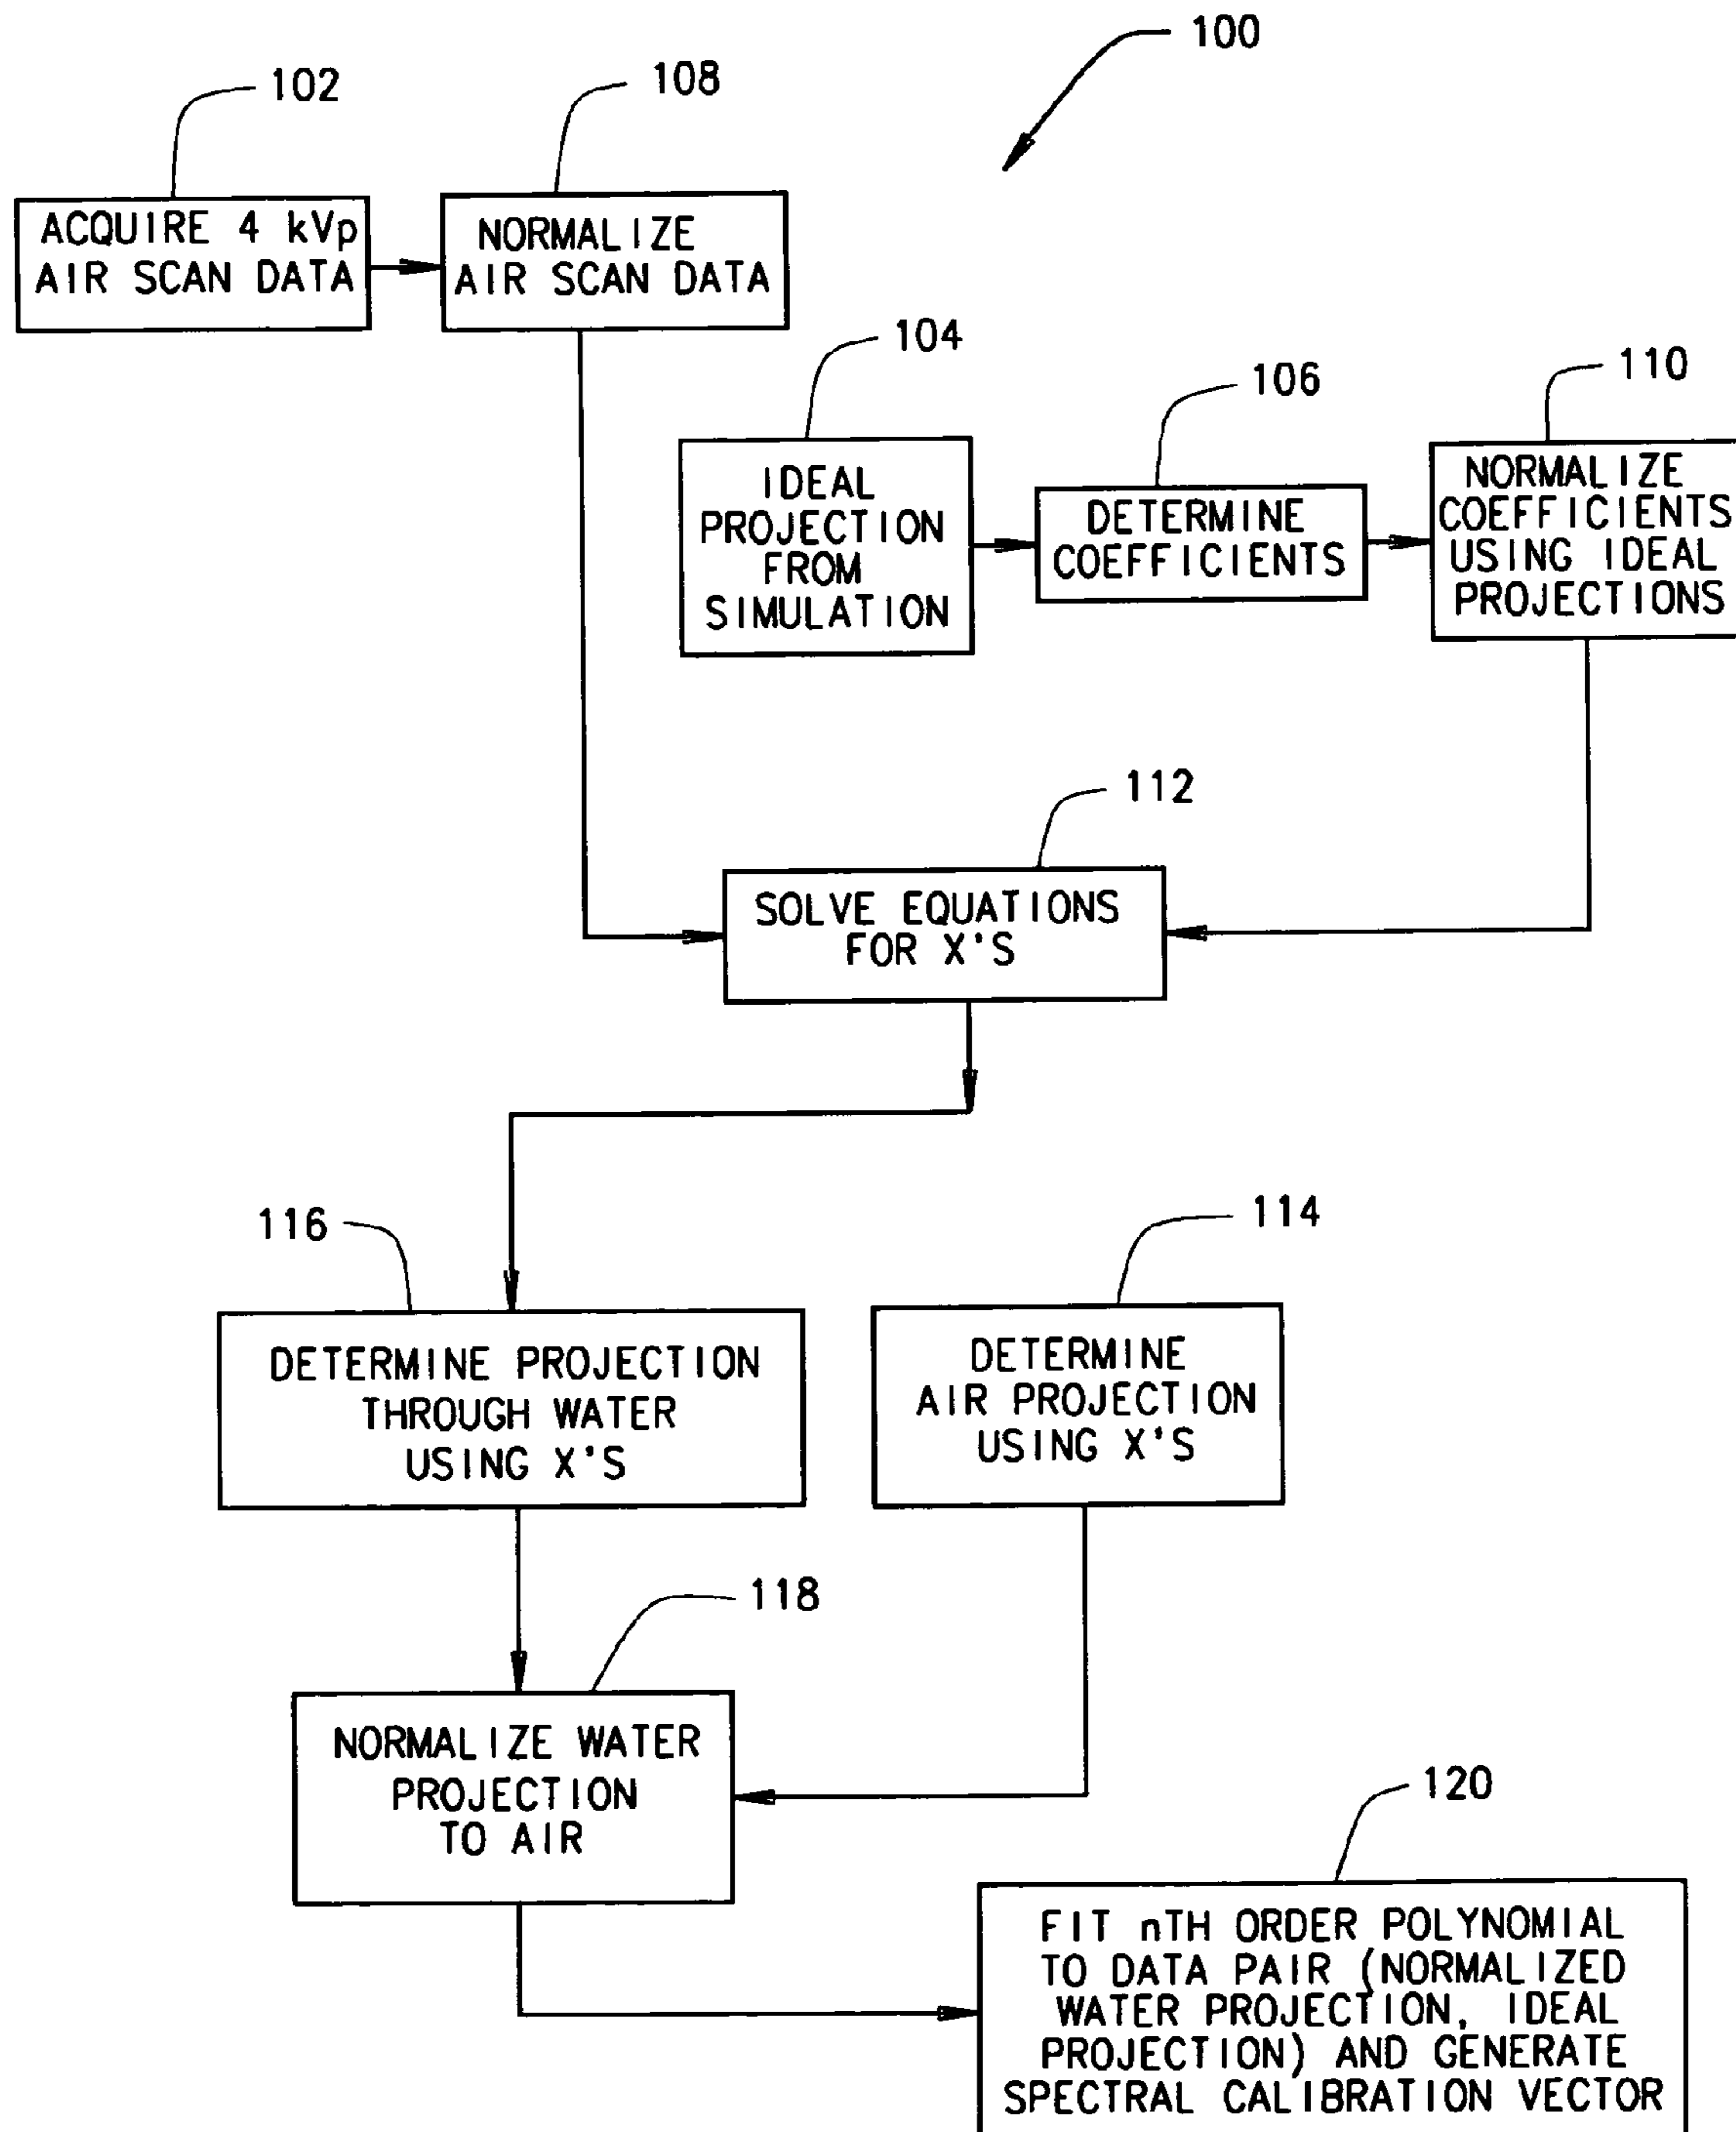 100
102
108
ACQUIRE 4 kVp
AIR SCAN DATA
NORMALIZE
AIR SCAN DATA
104
106
110
IDEAL
PROJECTION
FROM
SIMULATION
DETERMINE
COEFFICIENTS
NORMALIZE
COEFFICIENTS
USING IDEAL
PROJECTIONS
112
SOLVE EQUATIONS
FOR X'S
116
114
DETERMINE PROJECTION
THROUGH WATER
USING X'S
DETERMINE
AIR PROJECTION
USING X'S
118
NORMALIZE WATER
PROJECTION
TO AIR
120
FIT nTH ORDER POLYNOMIAL
TO DATA PAIR (NORMALIZED
WATER PROJECTION, IDEAL
PROJECTION) AND GENERATE
SPECTRAL CALIBRATION VECTOR